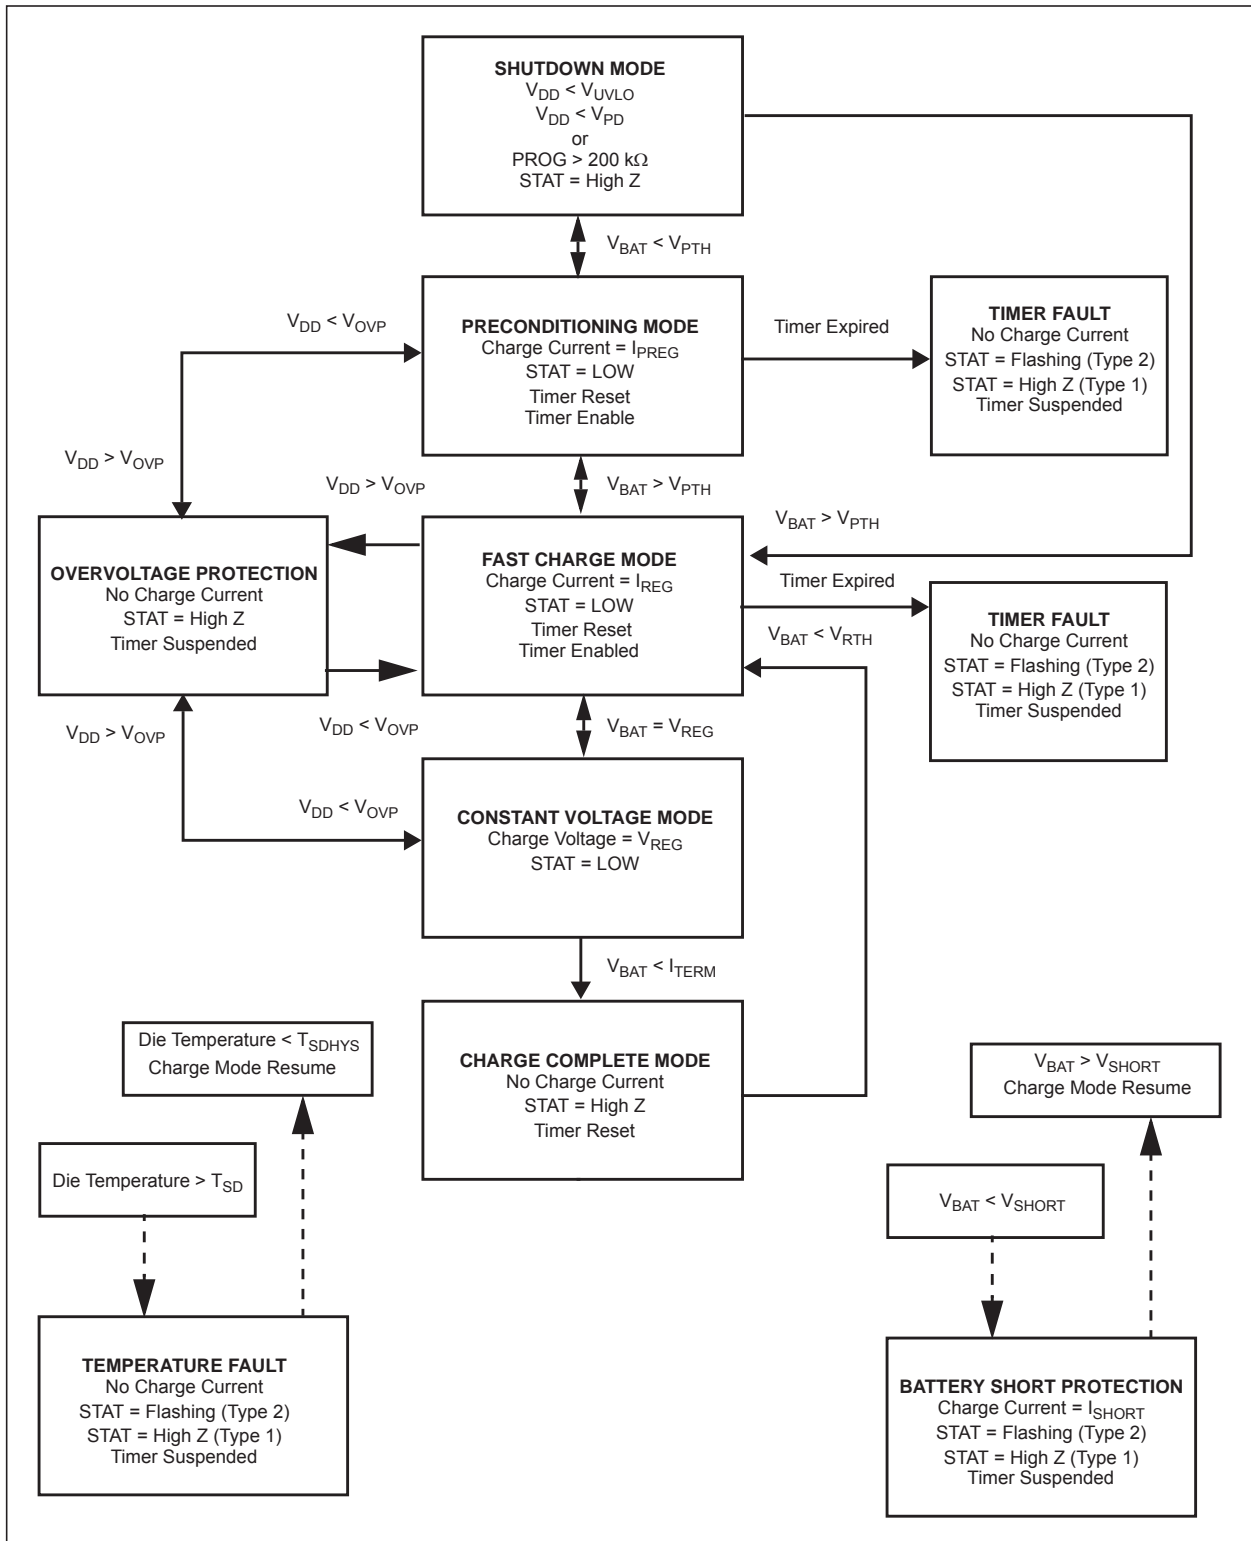 SHUTDOWN MODE
VDD < VUVLO
VDD < VPD
or
PROG > 200 kΩ
STAT = High Z
VBAT < VPTH
VDD < VOVP
PRECONDITIONING MODE
Charge Current = IPREG
STAT = LOW
Timer Reset
Timer Enable
Timer Expired
TIMER FAULT
No Charge Current
STAT = Flashing (Type 2)
STAT = High Z (Type 1)
Timer Suspended
VDD > VOVP
VDD > VOVP
VBAT > VPTH
VBAT > VPTH
OVERVOLTAGE PROTECTION
No Charge Current
STAT = High Z
Timer Suspended
FAST CHARGE MODE
Charge Current = IREG
STAT = LOW
Timer Reset
Timer Enabled
Timer Expired
VBAT < VRTH
TIMER FAULT
No Charge Current
STAT = Flashing (Type 2)
STAT = High Z (Type 1)
Timer Suspended
VDD > VOVP
VDD < VOVP
VBAT = VREG
VDD < VOVP
CONSTANT VOLTAGE MODE
Charge Voltage = VREG
STAT = LOW
VBAT < ITERM
Die Temperature < TSDHYS
Charge Mode Resume
CHARGE COMPLETE MODE
No Charge Current
STAT = High Z
Timer Reset
VBAT > VSHORT
Charge Mode Resume
Die Temperature > TSD
VBAT < VSHORT
TEMPERATURE FAULT
No Charge Current
STAT = Flashing (Type 2)
STAT = High Z (Type 1)
Timer Suspended
BATTERY SHORT PROTECTION
Charge Current = ISHORT
STAT = Flashing (Type 2)
STAT = High Z (Type 1)
Timer Suspended